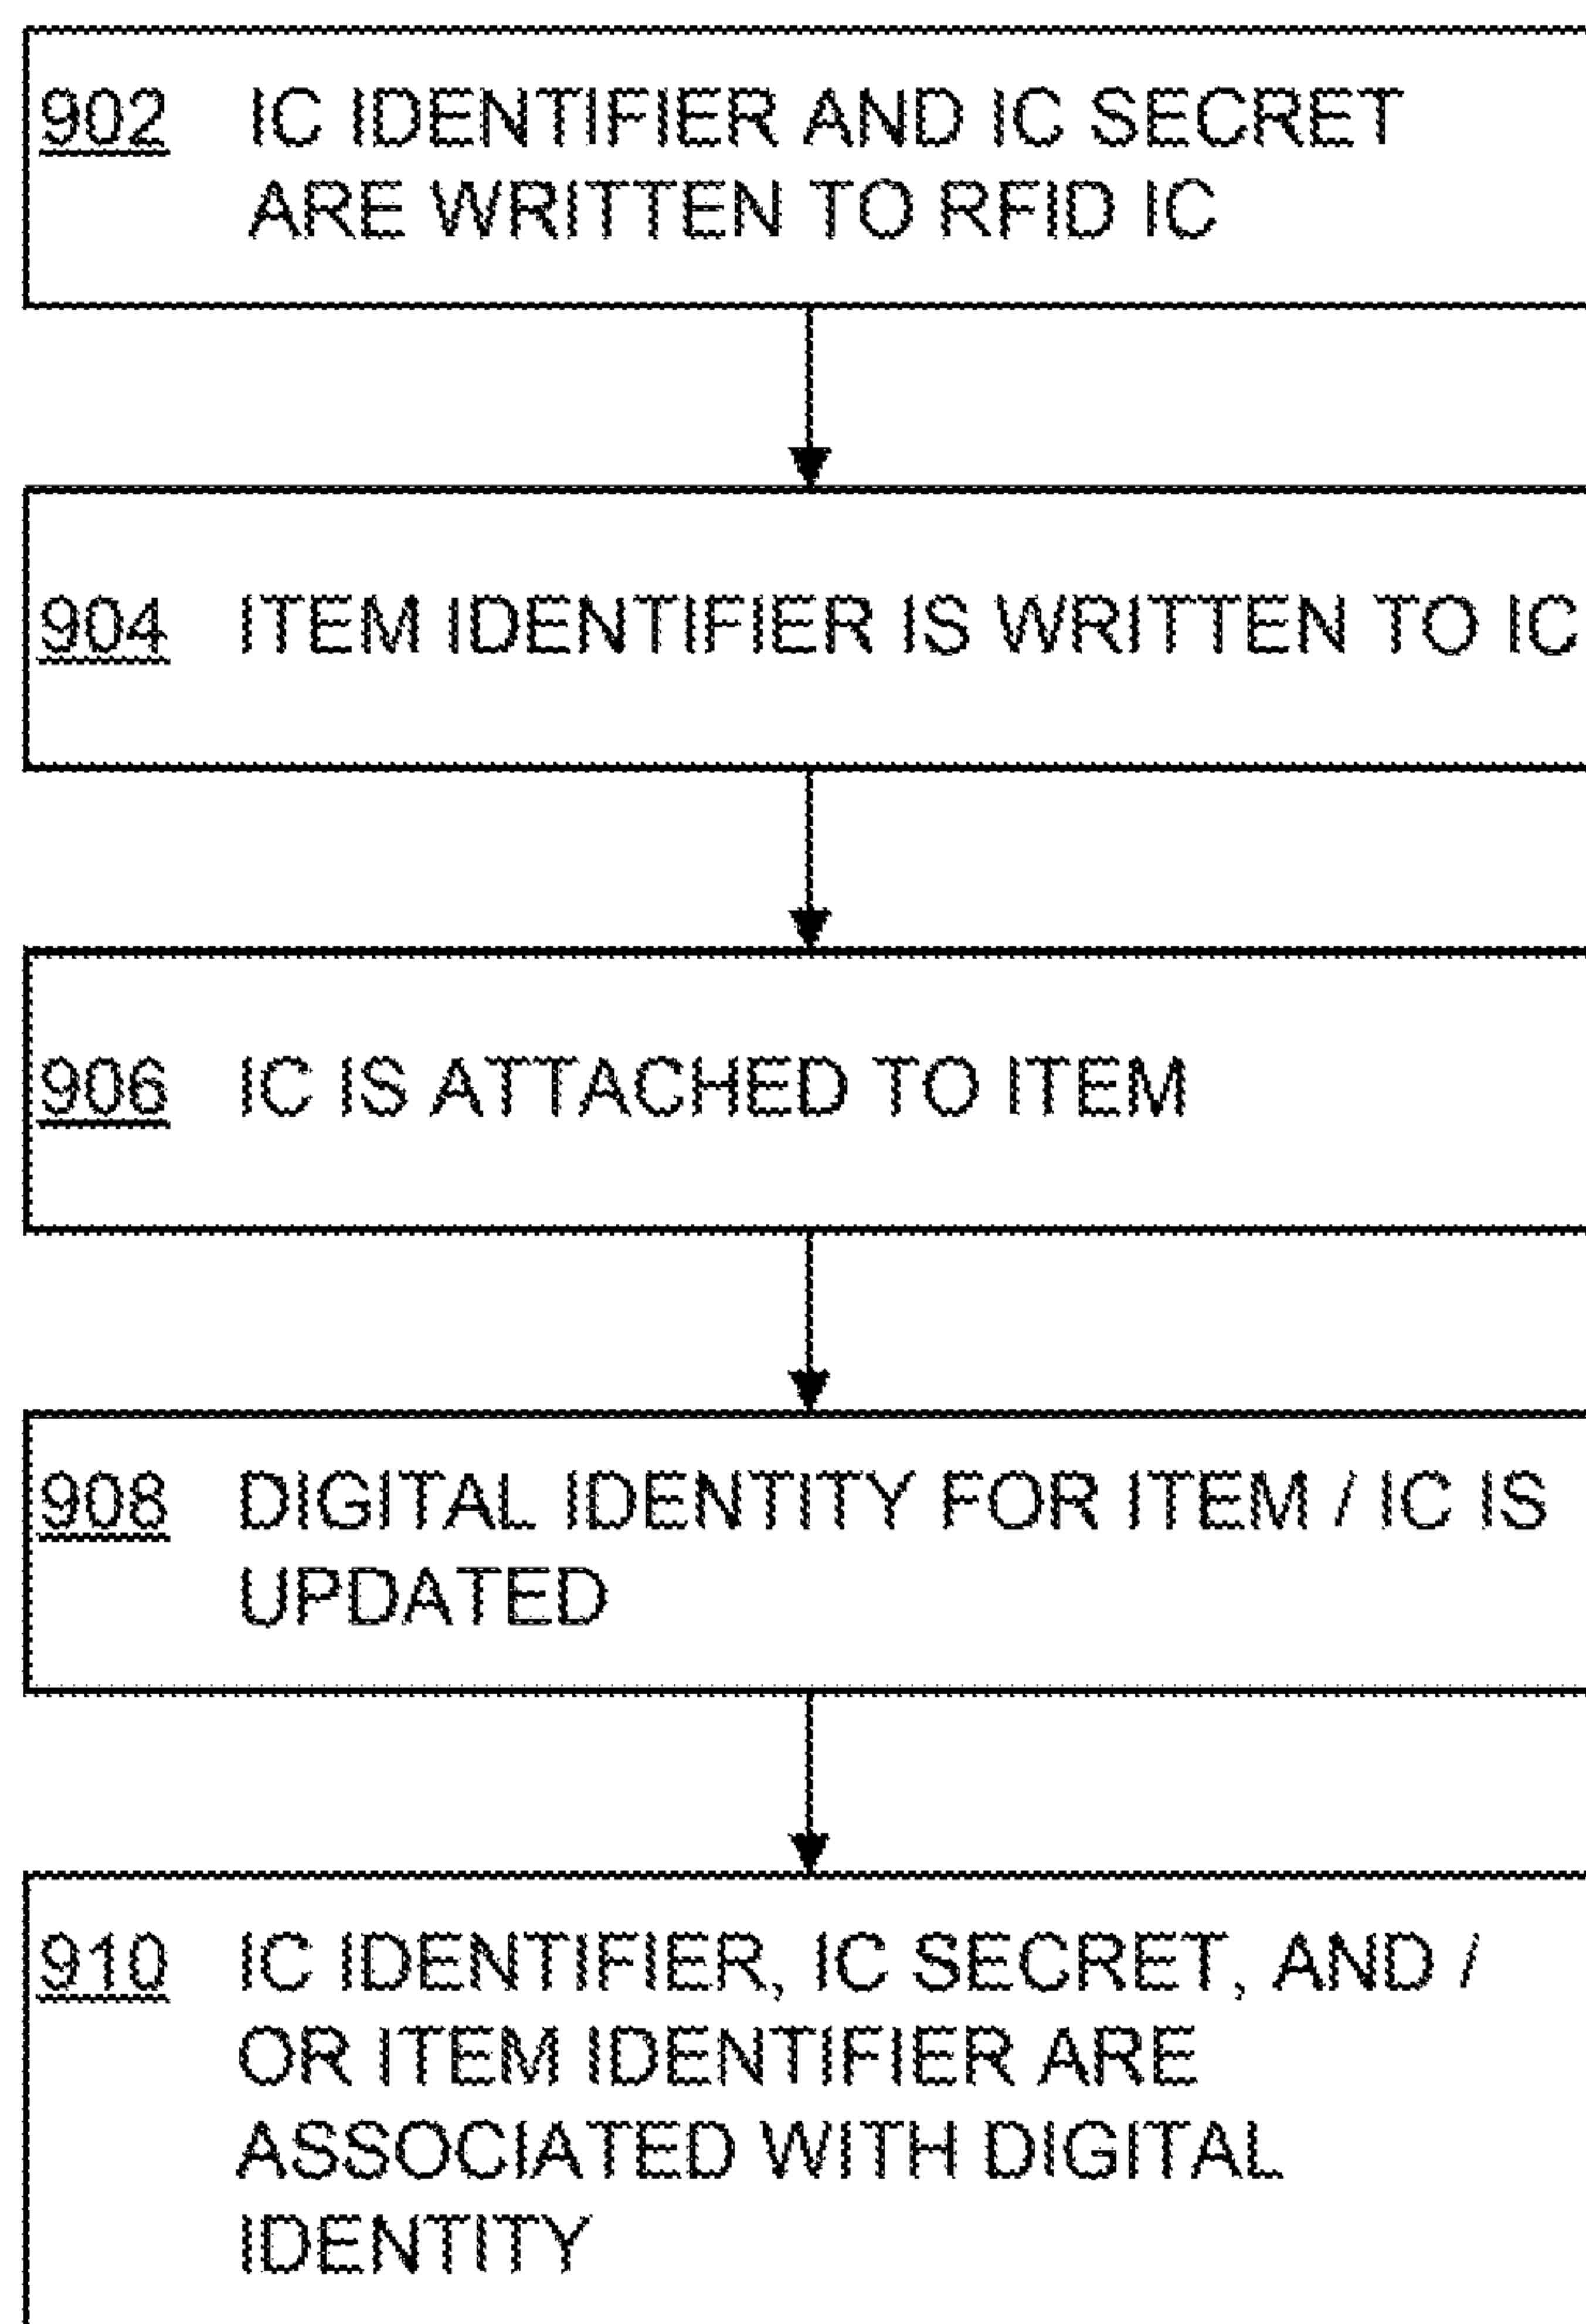 902 IC IDENTIFIER AND IC SECRET
ARE WRITTEN TO RFID IC
904 ITEM IDENTIFIER IS WRITTEN TO IC
906 IC IS ATTACHED TO ITEM
908 DIGITAL IDENTITY FOR ITEM / IC IS
UPDATED
910 IC IDENTIFIER, IC SECRET, AND /
OR ITEM IDENTIFIER ARE
ASSOCIATED WITH DIGITAL
IDENTITY